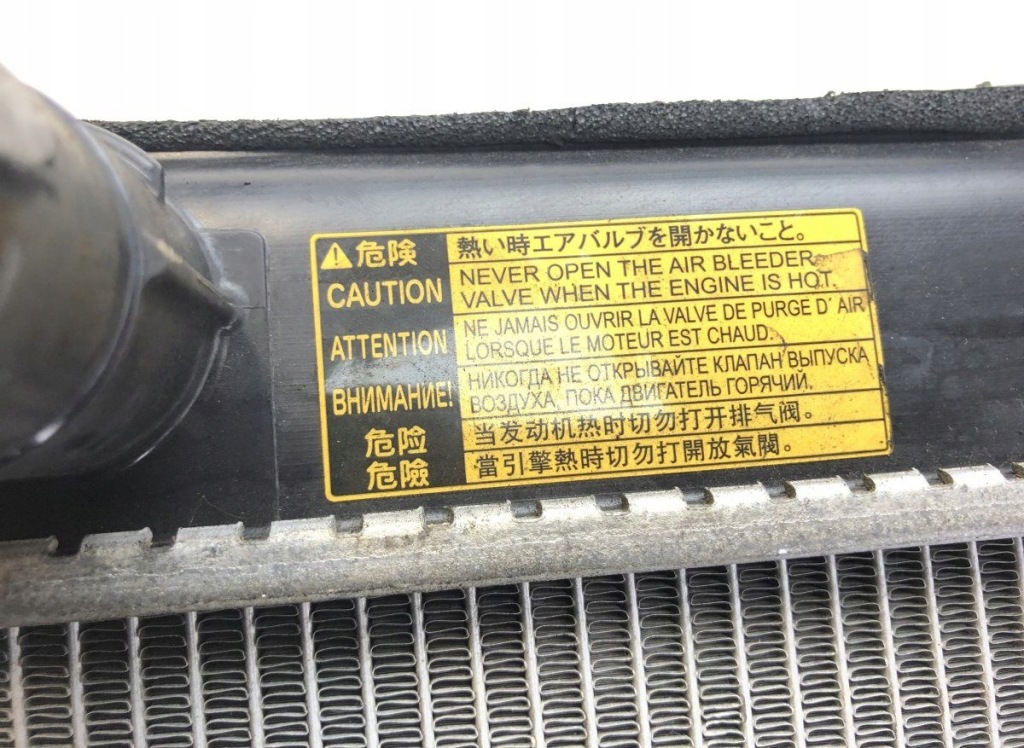 ⚠危険 熱い時エアバルブを開かないこと。
CAUTION NEVER OPEN THE AIR BLEEDER
VALVE WHEN THE ENGINE IS HOT.
ATTENTION NE JAMAIS OUVRIR LA VALVE DE PURGE D' AIR
LORSQUE LE MOTEUR EST CHAUD.
ВНИМАНИЕ! НИКОГДА НЕ ОТКРЫВАЙТЕ КЛАПАН ВЫПУСКА
ВОЗДУХА, ПОКА ДВИГАТЕЛЬ ГОРЯЧИЙ.
危险 当发动机热时切勿打开排气阀。
危險 當引擎熱時切勿打開放氣閥。